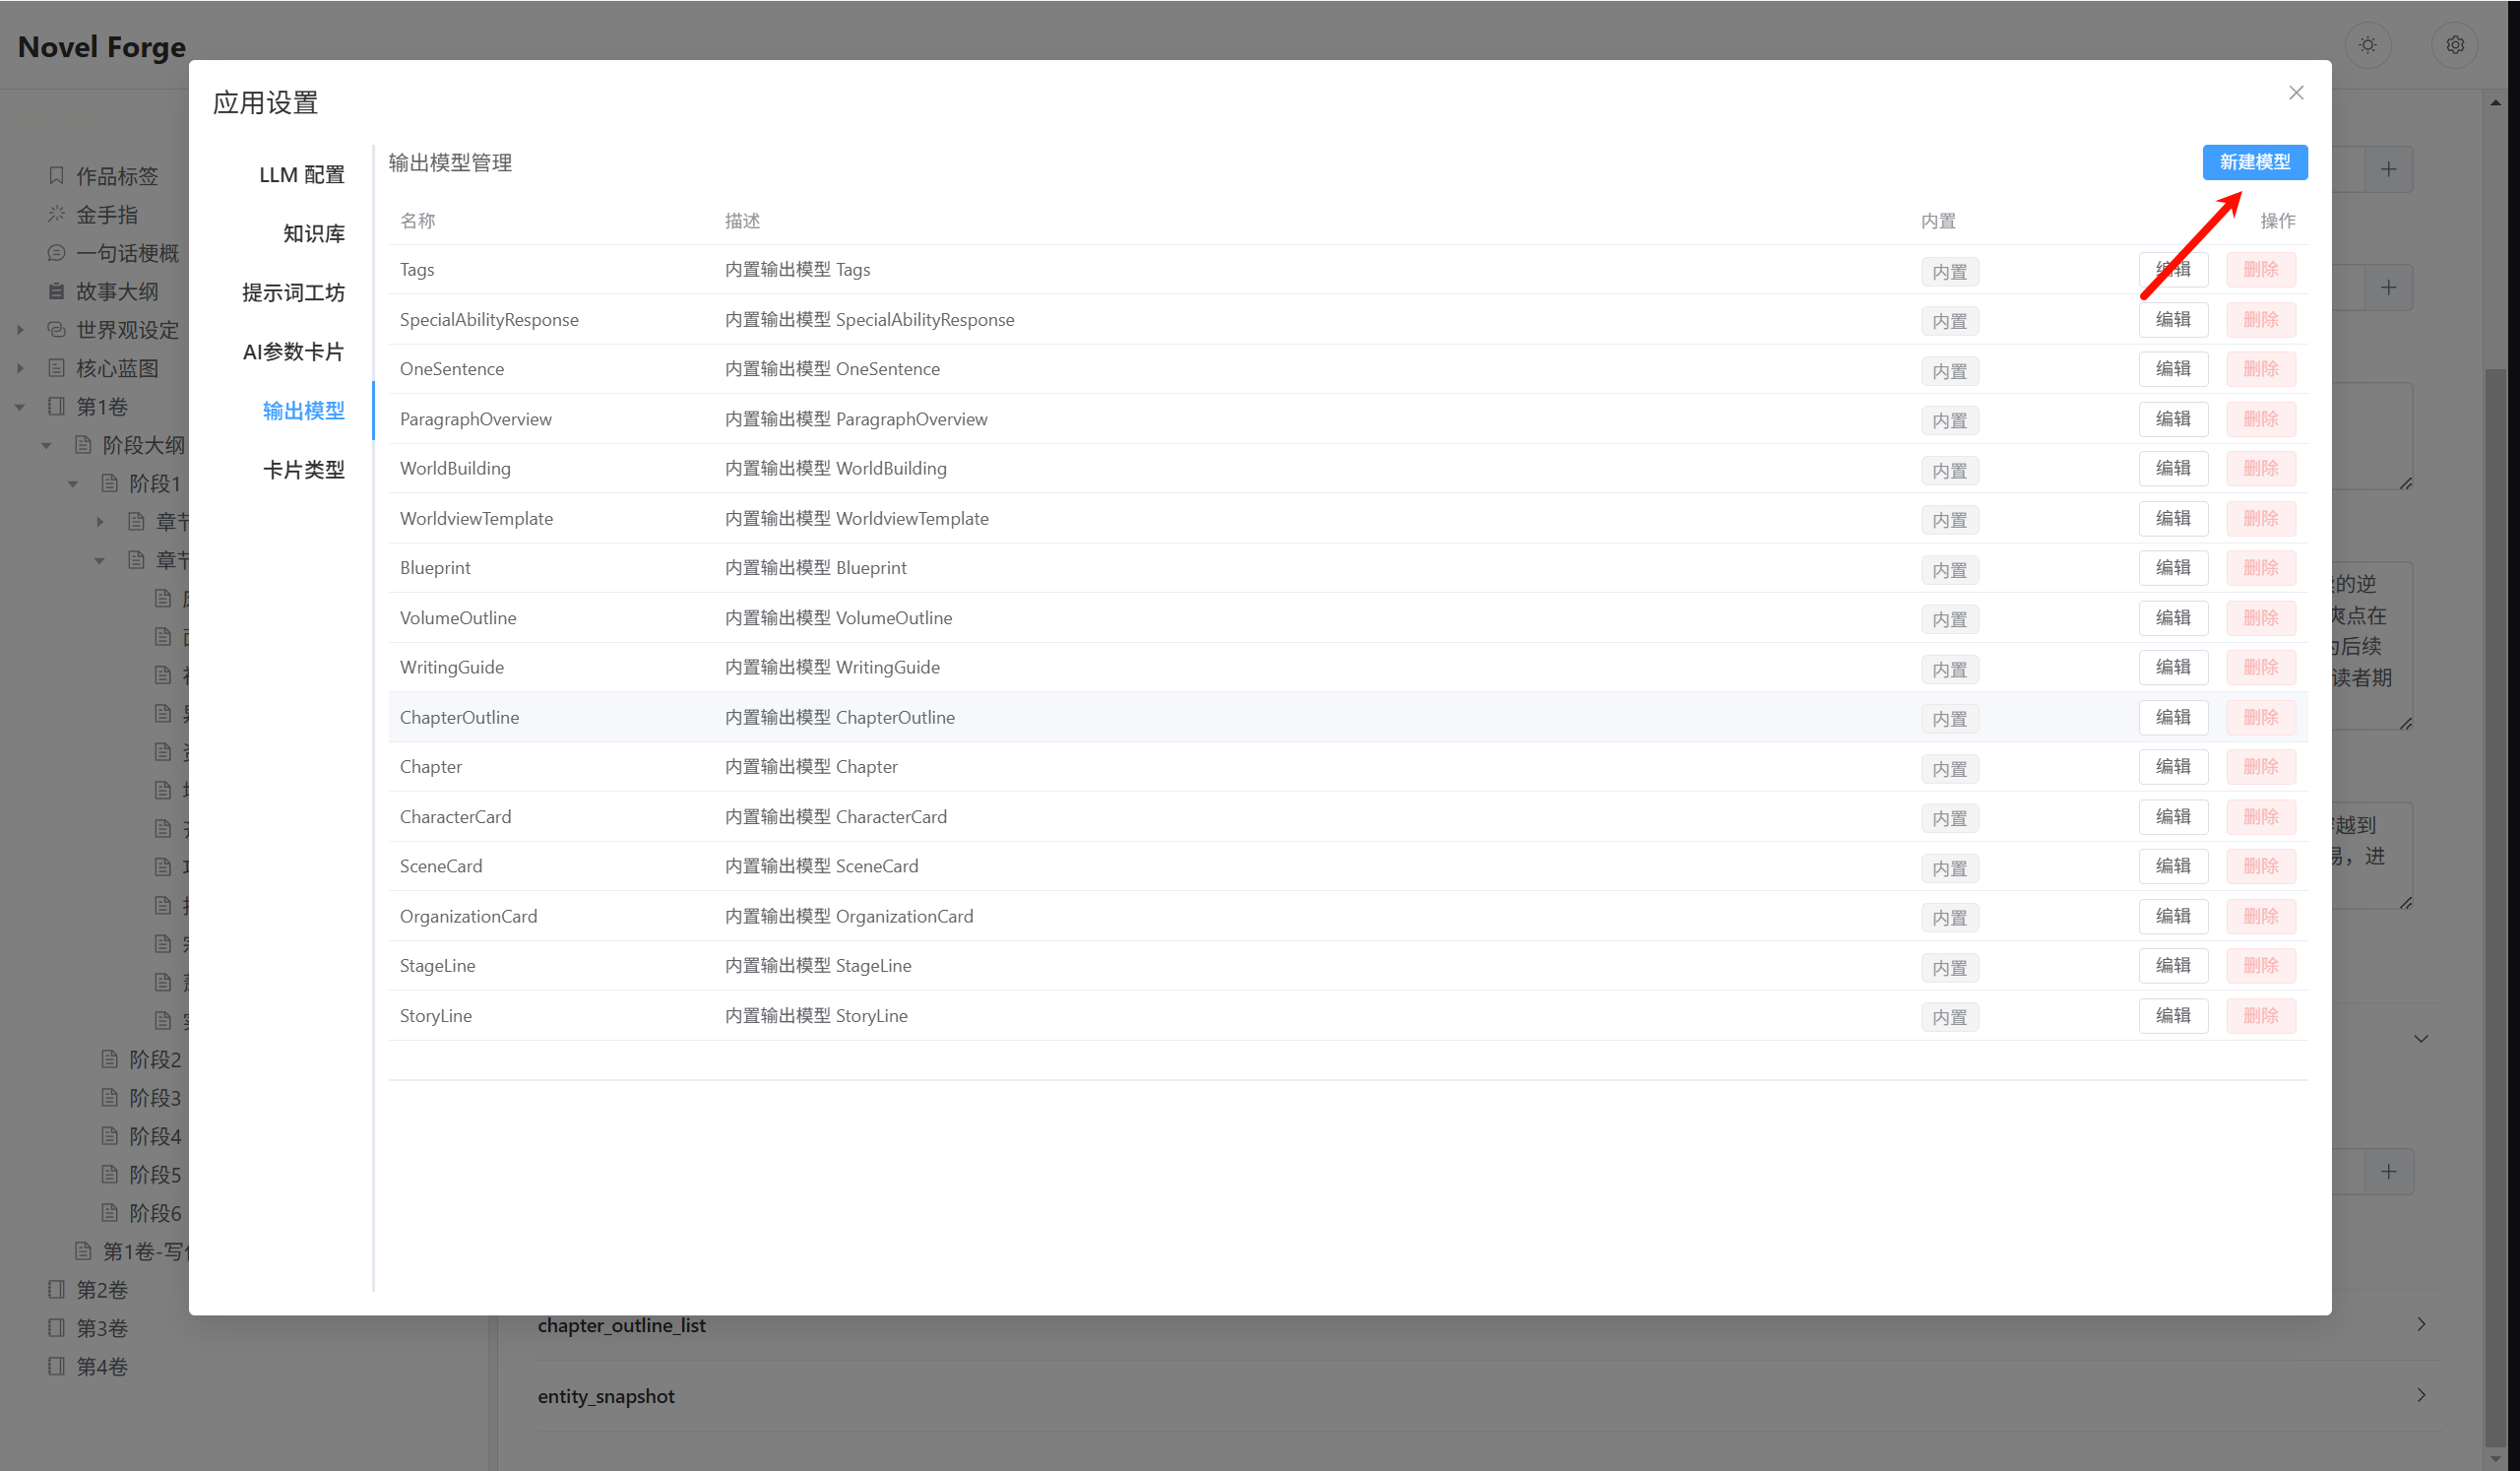 Novel Forge
应用设置
作品标签
金手指
一句话梗概
故事大纲
世界观设定
核心蓝图
第1卷
阶段大纲
阶段1
章节
章节
阶段2
阶段3
阶段4
阶段5
阶段6
第1卷-写
第2卷
第3卷
第4卷
LLM 配置
知识库
提示词工坊
AI参数卡片
输出模型
卡片类型
输出模型管理
新建模型
名称 描述 内置 操作
Tags 内置输出模型 Tags 内置 编辑 删除
SpecialAbilityResponse 内置输出模型 SpecialAbilityResponse 内置 编辑 删除
OneSentence 内置输出模型 OneSentence 内置 编辑 删除
ParagraphOverview 内置输出模型 ParagraphOverview 内置 编辑 删除
WorldBuilding 内置输出模型 WorldBuilding 内置 编辑 删除
WorldviewTemplate 内置输出模型 WorldviewTemplate 内置 编辑 删除
Blueprint 内置输出模型 Blueprint 内置 编辑 删除
VolumeOutline 内置输出模型 VolumeOutline 内置 编辑 删除
WritingGuide 内置输出模型 WritingGuide 内置 编辑 删除
ChapterOutline 内置输出模型 ChapterOutline 内置 编辑 删除
Chapter 内置输出模型 Chapter 内置 编辑 删除
CharacterCard 内置输出模型 CharacterCard 内置 编辑 删除
SceneCard 内置输出模型 SceneCard 内置 编辑 删除
OrganizationCard 内置输出模型 OrganizationCard 内置 编辑 删除
StageLine 内置输出模型 StageLine 内置 编辑 删除
StoryLine 内置输出模型 StoryLine 内置 编辑 删除
的逆
爽点在
后续
读者期
越到
易，进
chapter_outline_list
entity_snapshot